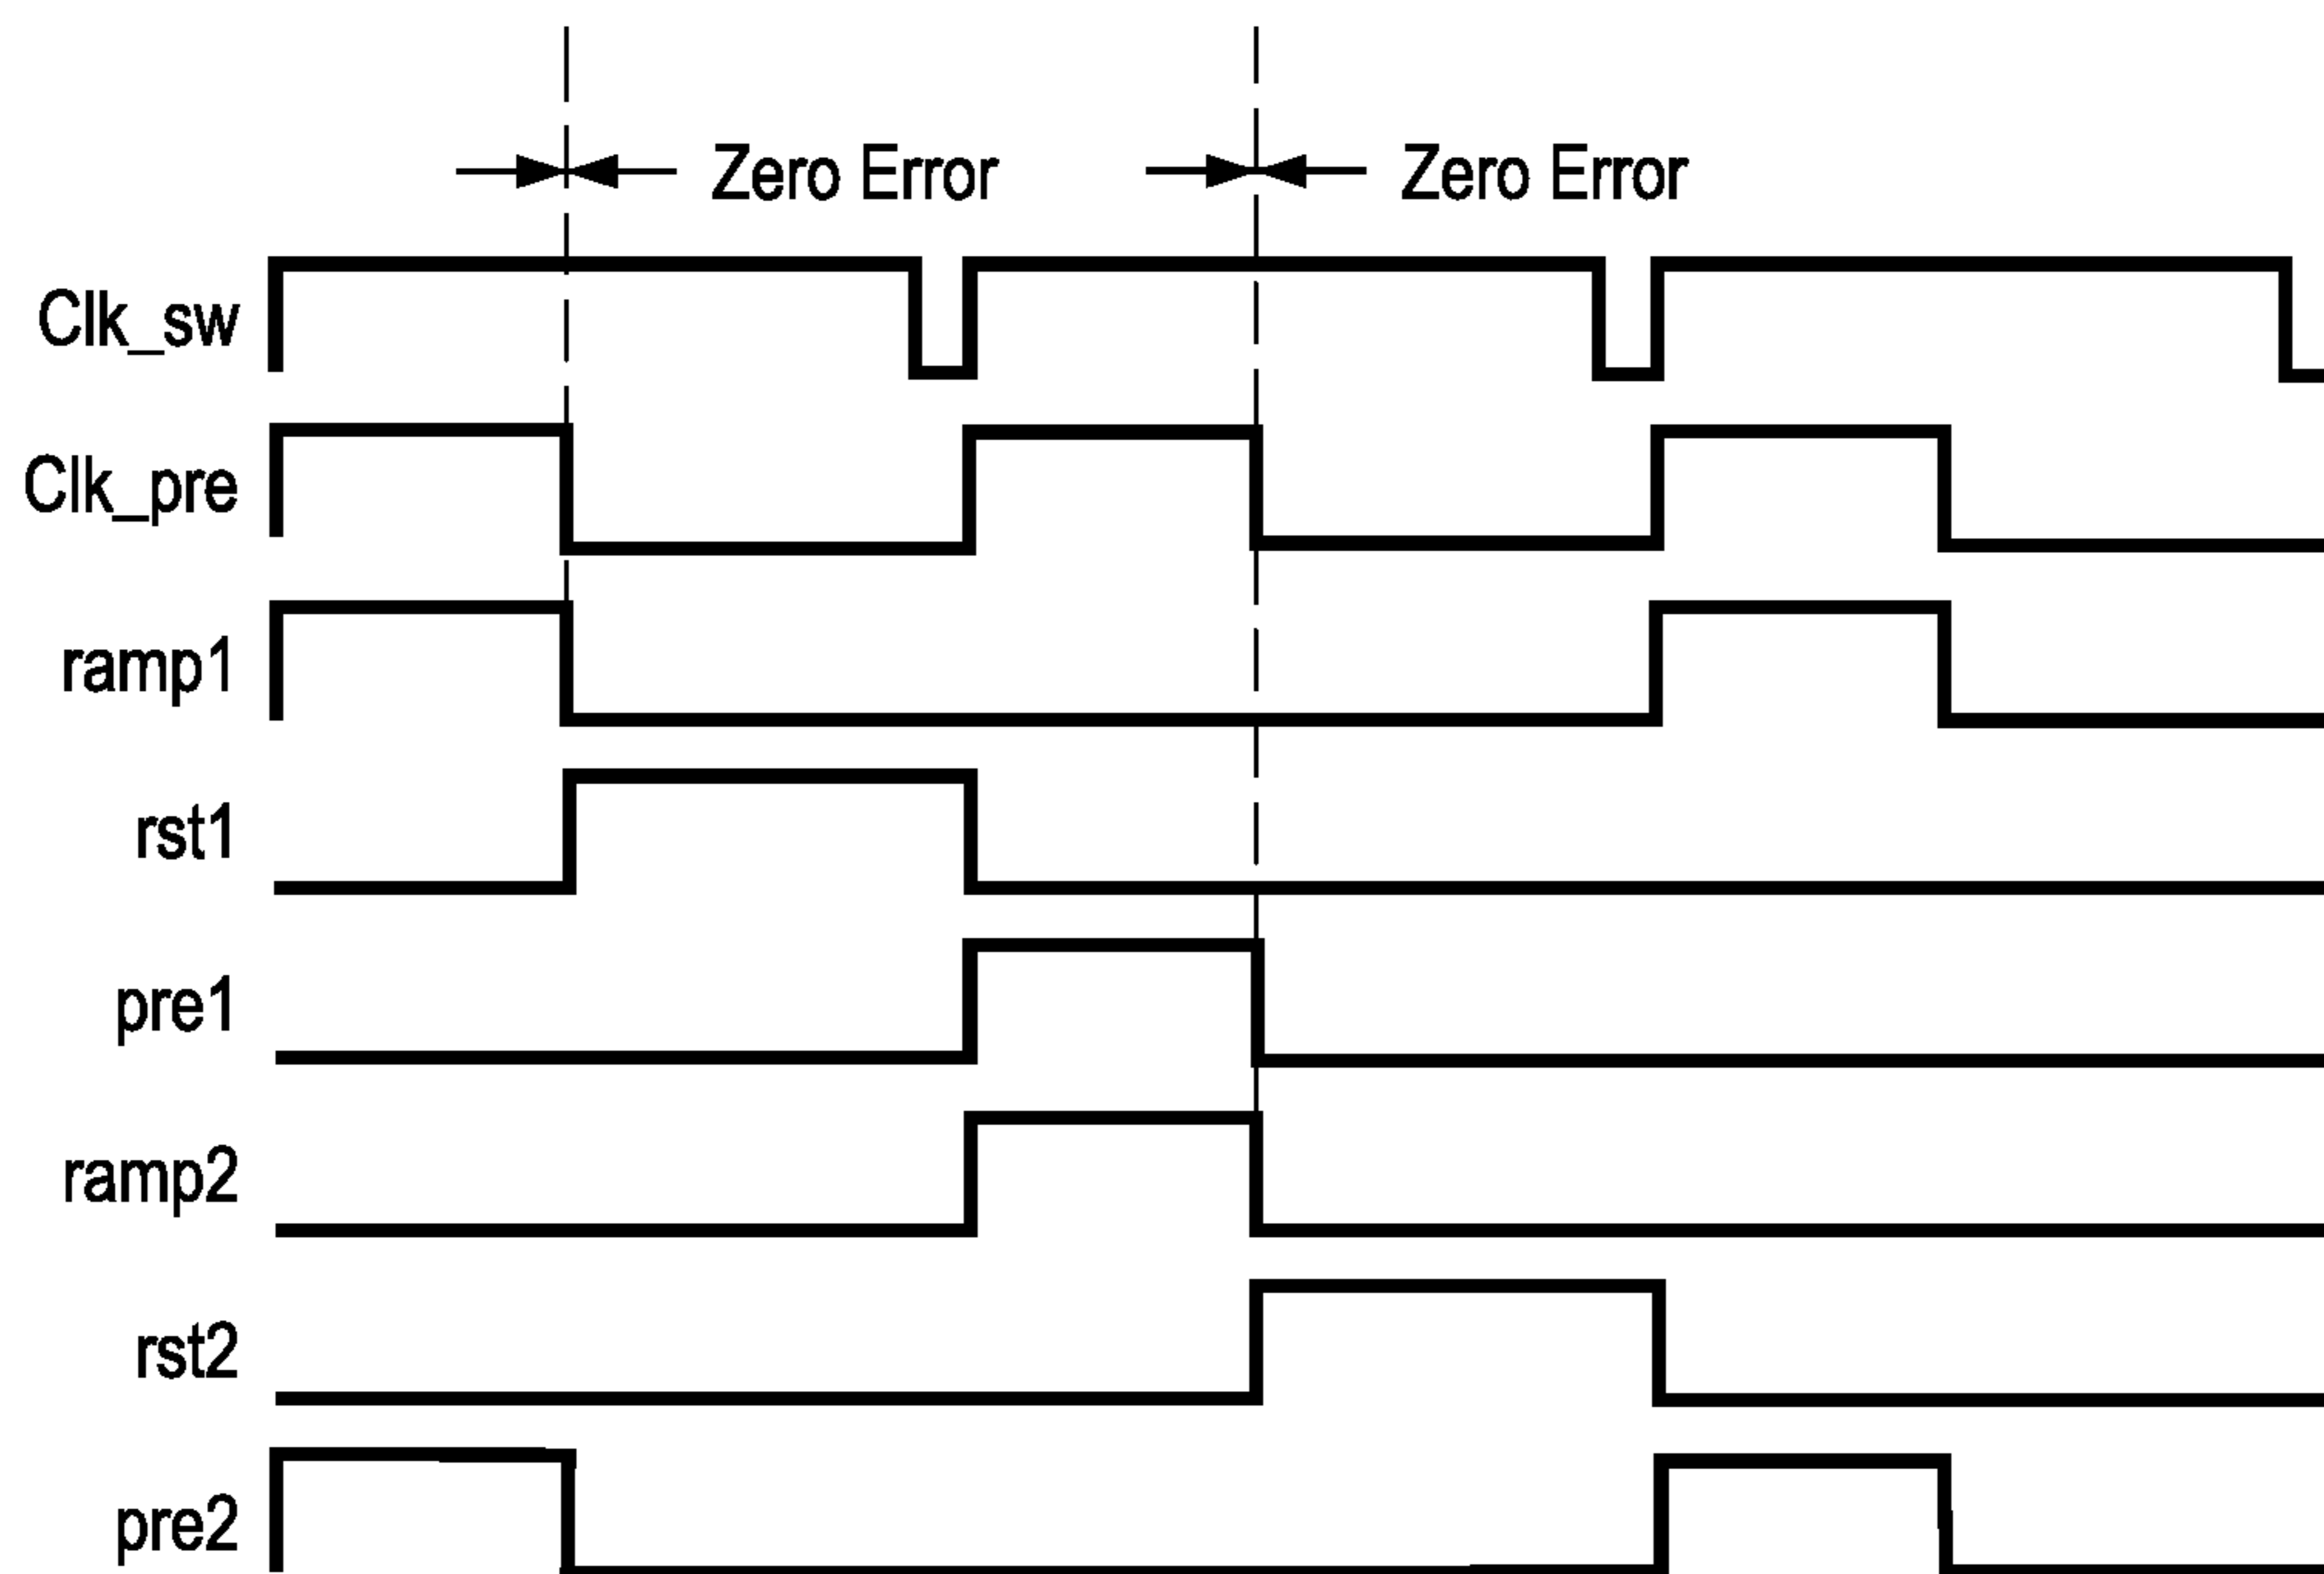 Zero Error Zero Error
Clk_sw
Clk_pre
ramp1
rst1
pre1
ramp2
rst2
pre2